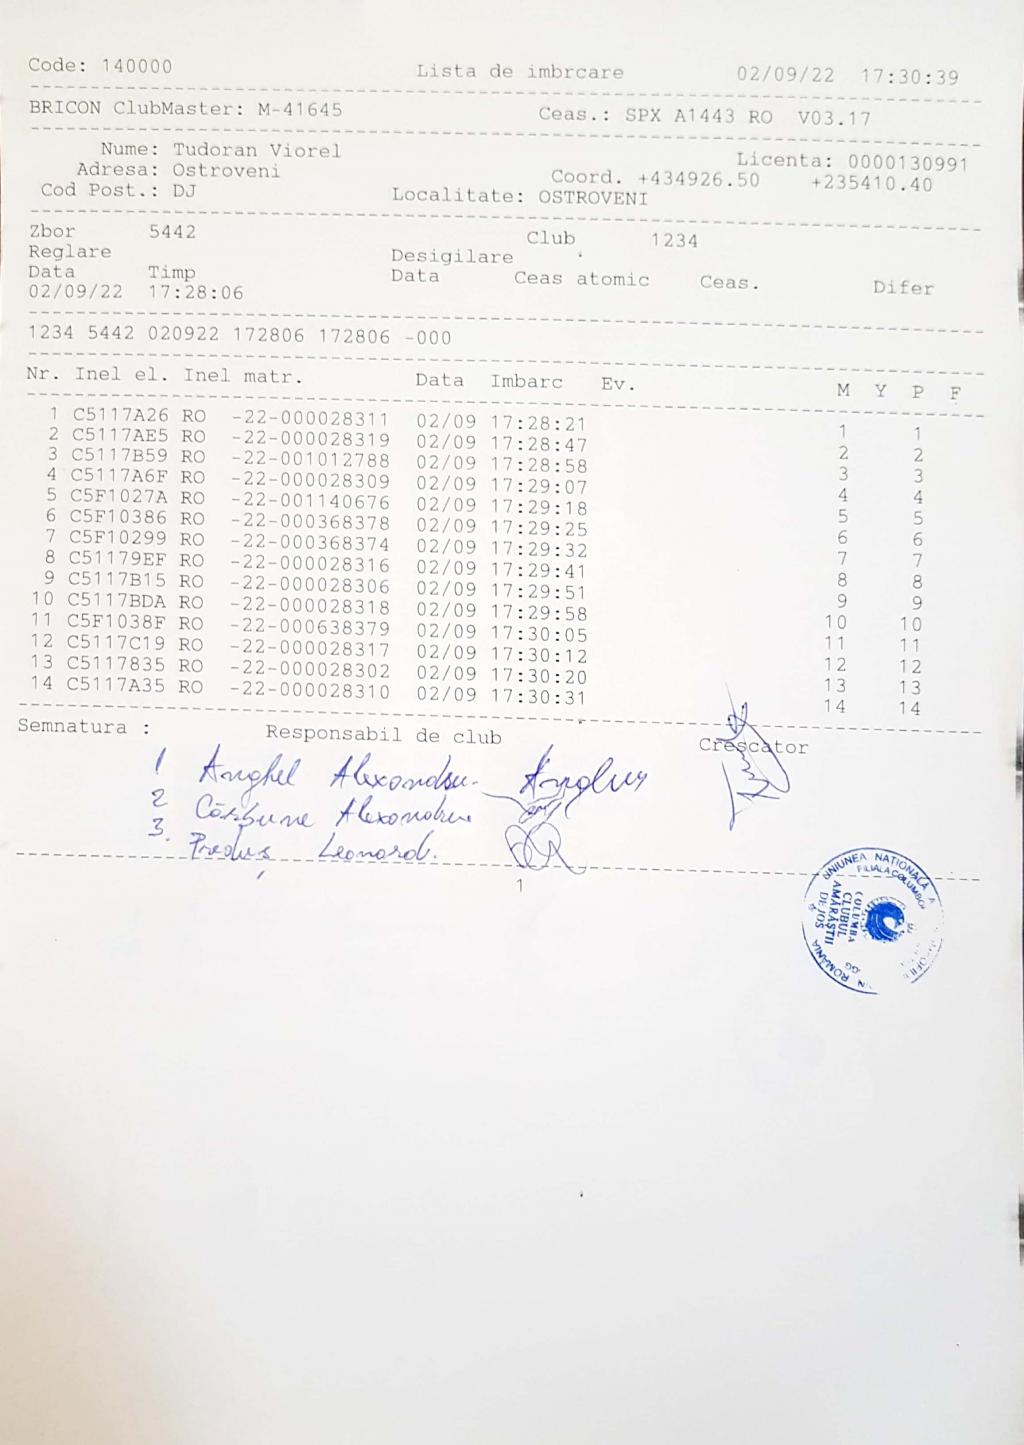 Code: 140000 Lista de imbrcare 02/09/22 17:30:39
BRICON ClubMaster: M-41645 Ceas.: SPX A1443 RO V03.17
Nume: Tudoran Viorel Licenta: 0000130991
Adresa: Ostroveni Coord. +434926.50 +235410.40
Cod Post.: DJ Localitate: OSTROVENI
Zbor 5442 Club 1234
Reglare Desigilare
Data Timp Data Ceas atomic Ceas. Difer
02/09/22 17:28:06
1234 5442 020922 172806 172806 -000
Nr. Inel el. Inel matr. Data Imbarc Ev. M Y P F
1 C5117A26 RO -22-000028311 02/09 17:28:21 1 1
2 C5117AE5 RO -22-000028319 02/09 17:28:47 2 2
3 C5117B59 RO -22-001012788 02/09 17:28:58 3 3
4 C5117A6F RO -22-000028309 02/09 17:29:07 4 4
5 C5F1027A RO -22-001140676 02/09 17:29:18 5 5
6 C5F10386 RO -22-000368378 02/09 17:29:25 6 6
7 C5F10299 RO -22-000368374 02/09 17:29:32 7 7
8 C51179EF RO -22-000028316 02/09 17:29:41 8 8
9 C5117B15 RO -22-000028306 02/09 17:29:51 9 9
10 C5117BDA RO -22-000028318 02/09 17:29:58 10 10
11 C5F1038F RO -22-000638379 02/09 17:30:05 11 11
12 C5117C19 RO -22-000028317 02/09 17:30:12 12 12
13 C5117835 RO -22-000028302 02/09 17:30:20 13 13
14 C5117A35 RO -22-000028310 02/09 17:30:31 14 14
Semnatura : Responsabil de club Crescator
1 Anghel Alexandru
2 Cărbune Alexandru
3. Preduș Leonard.
1
UNIUNEA NATIONALA A
FILIALA COLUMBO
COLUMBA
CLUBUL
AMARASTII
DE JOS
ROMANIA